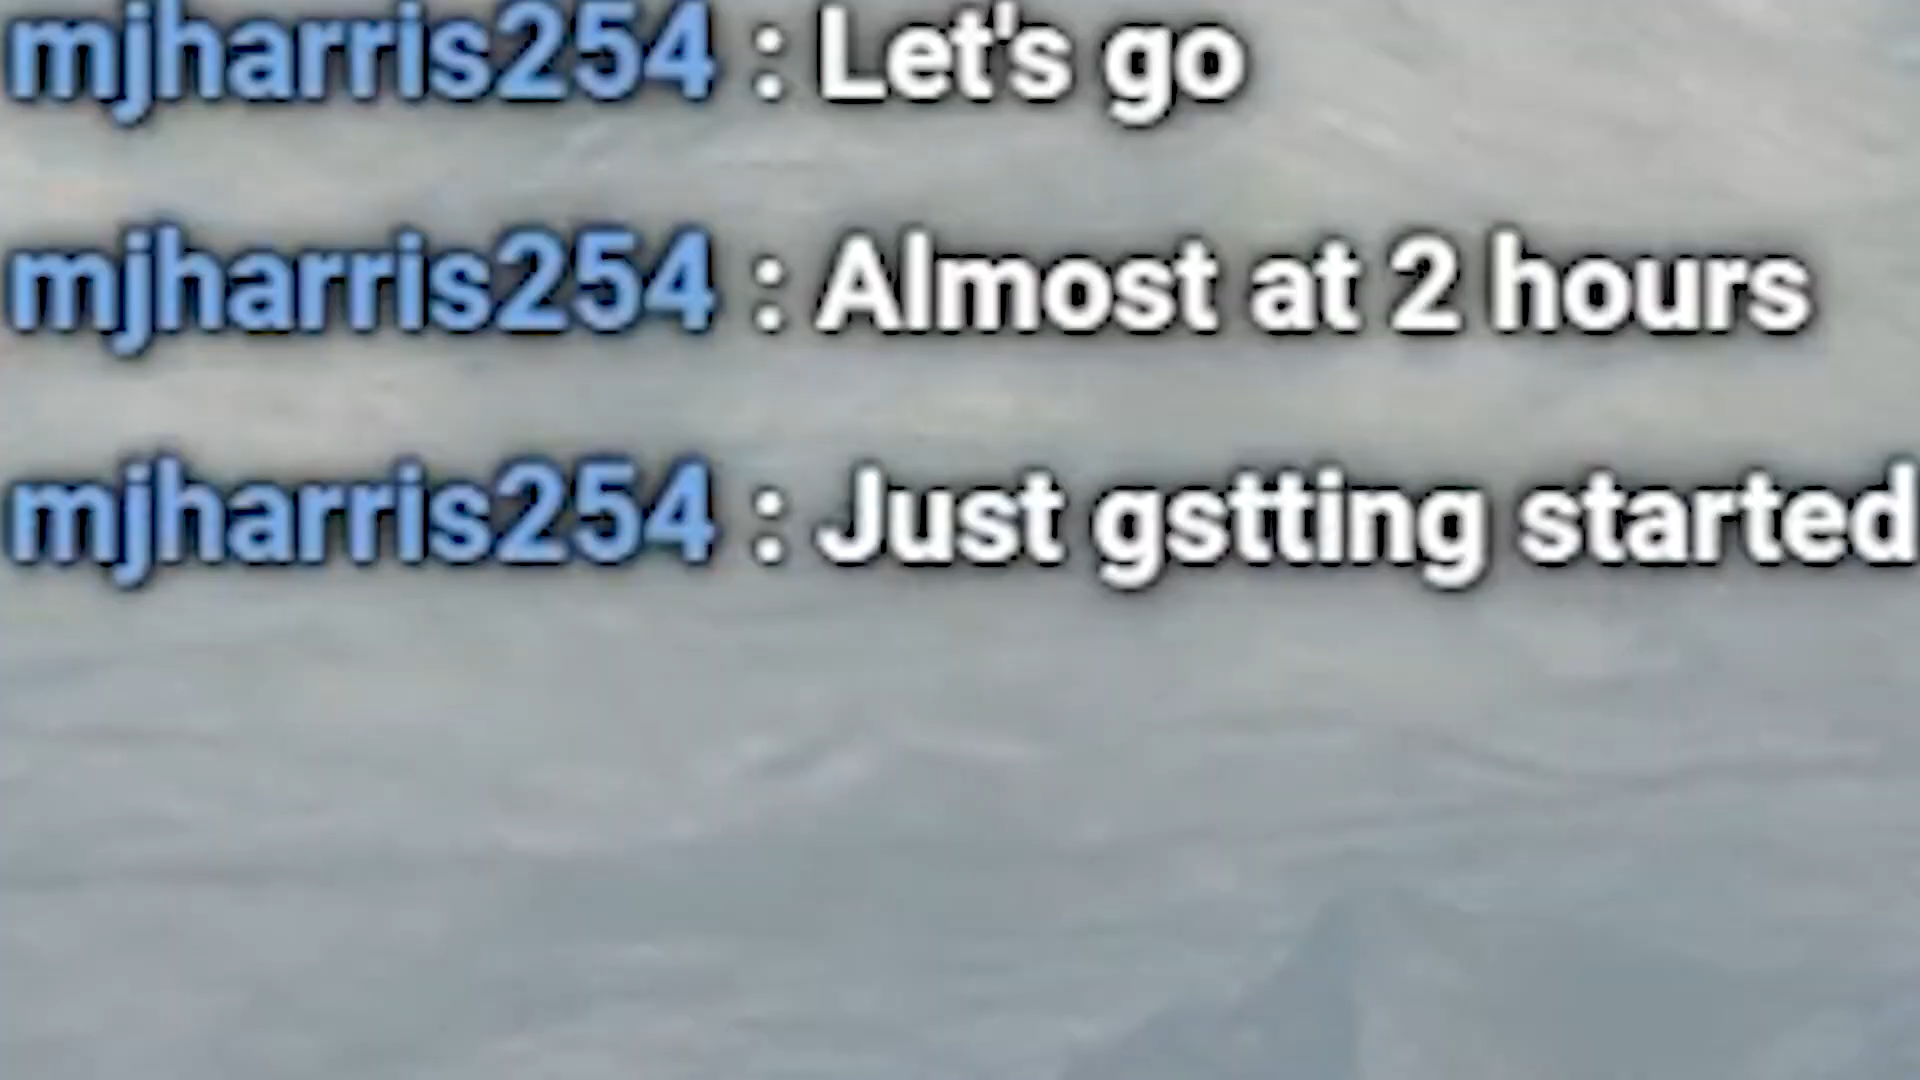 mjharris254 : Let's go
mjharris254 : Almost at 2 hours
mjharris254 : Just gstting started